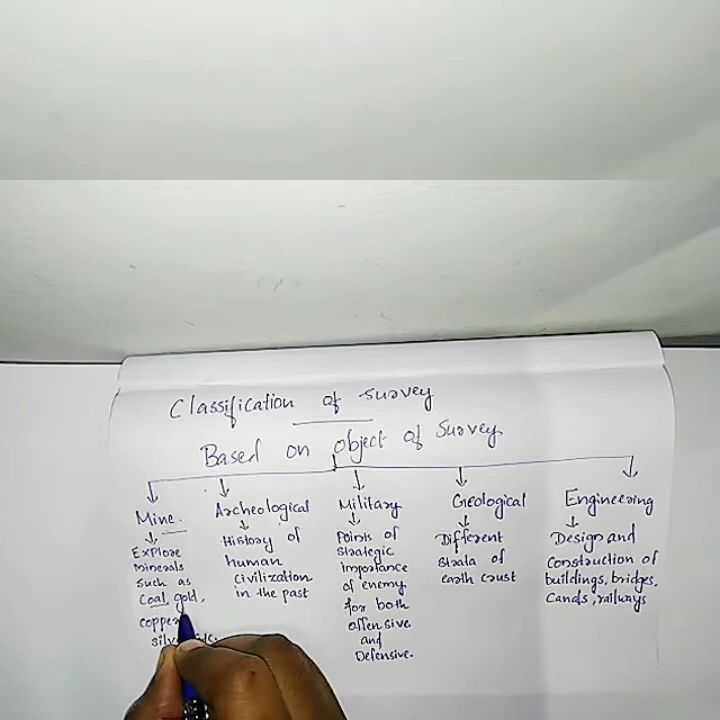 Classification of survey
Based on object of Survey
Mine.
Explore
minerals
such as
Coal, gold,
Archeological
History of
human
civilization
in the past
Military
Points of
strategic
importance
of enemy
for both
offensive
and
Defensive.
Geological
Different
strata of
earth crust
Engineering
Design and
construction of
buildings, bridges,
Canals, railways